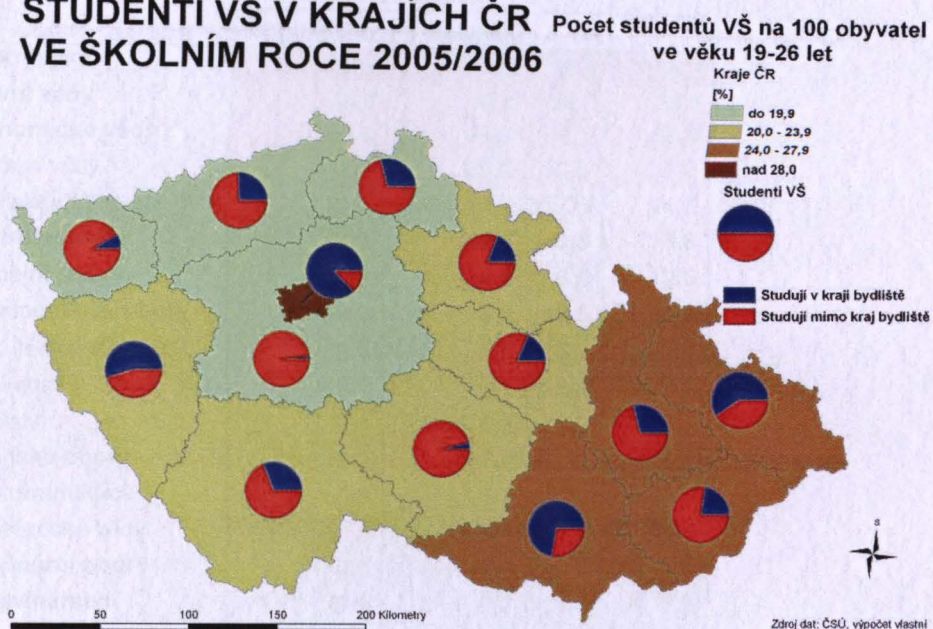 STUDENTI VŠ V KRAJÍCH ČR
VE ŠKOLNÍM ROCE 2005/2006
Počet studentů VŠ na 100 obyvatel
ve věku 19-26 let
Kraje ČR
[%]
do 19,9
20,0 - 23,9
24,0 - 27,9
nad 28,0
Studenti VŠ
Studují v kraji bydliště
Studují mimo kraj bydliště
S
0 50 100 150 200 Kilometry
Zdroj dat: ČSÚ, výpočet vlastní